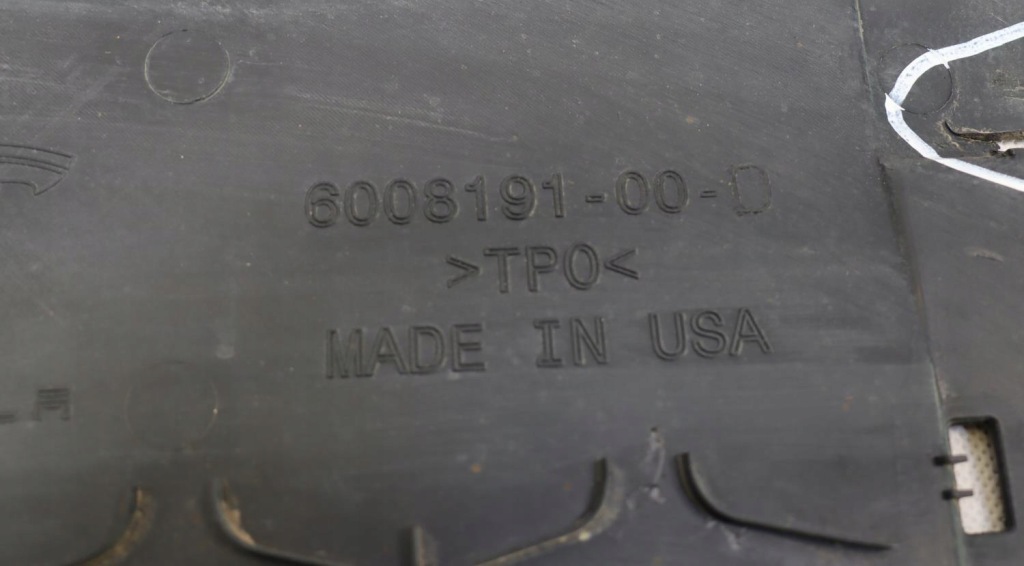 6008191-00-D
>TPO<
MADE IN USA